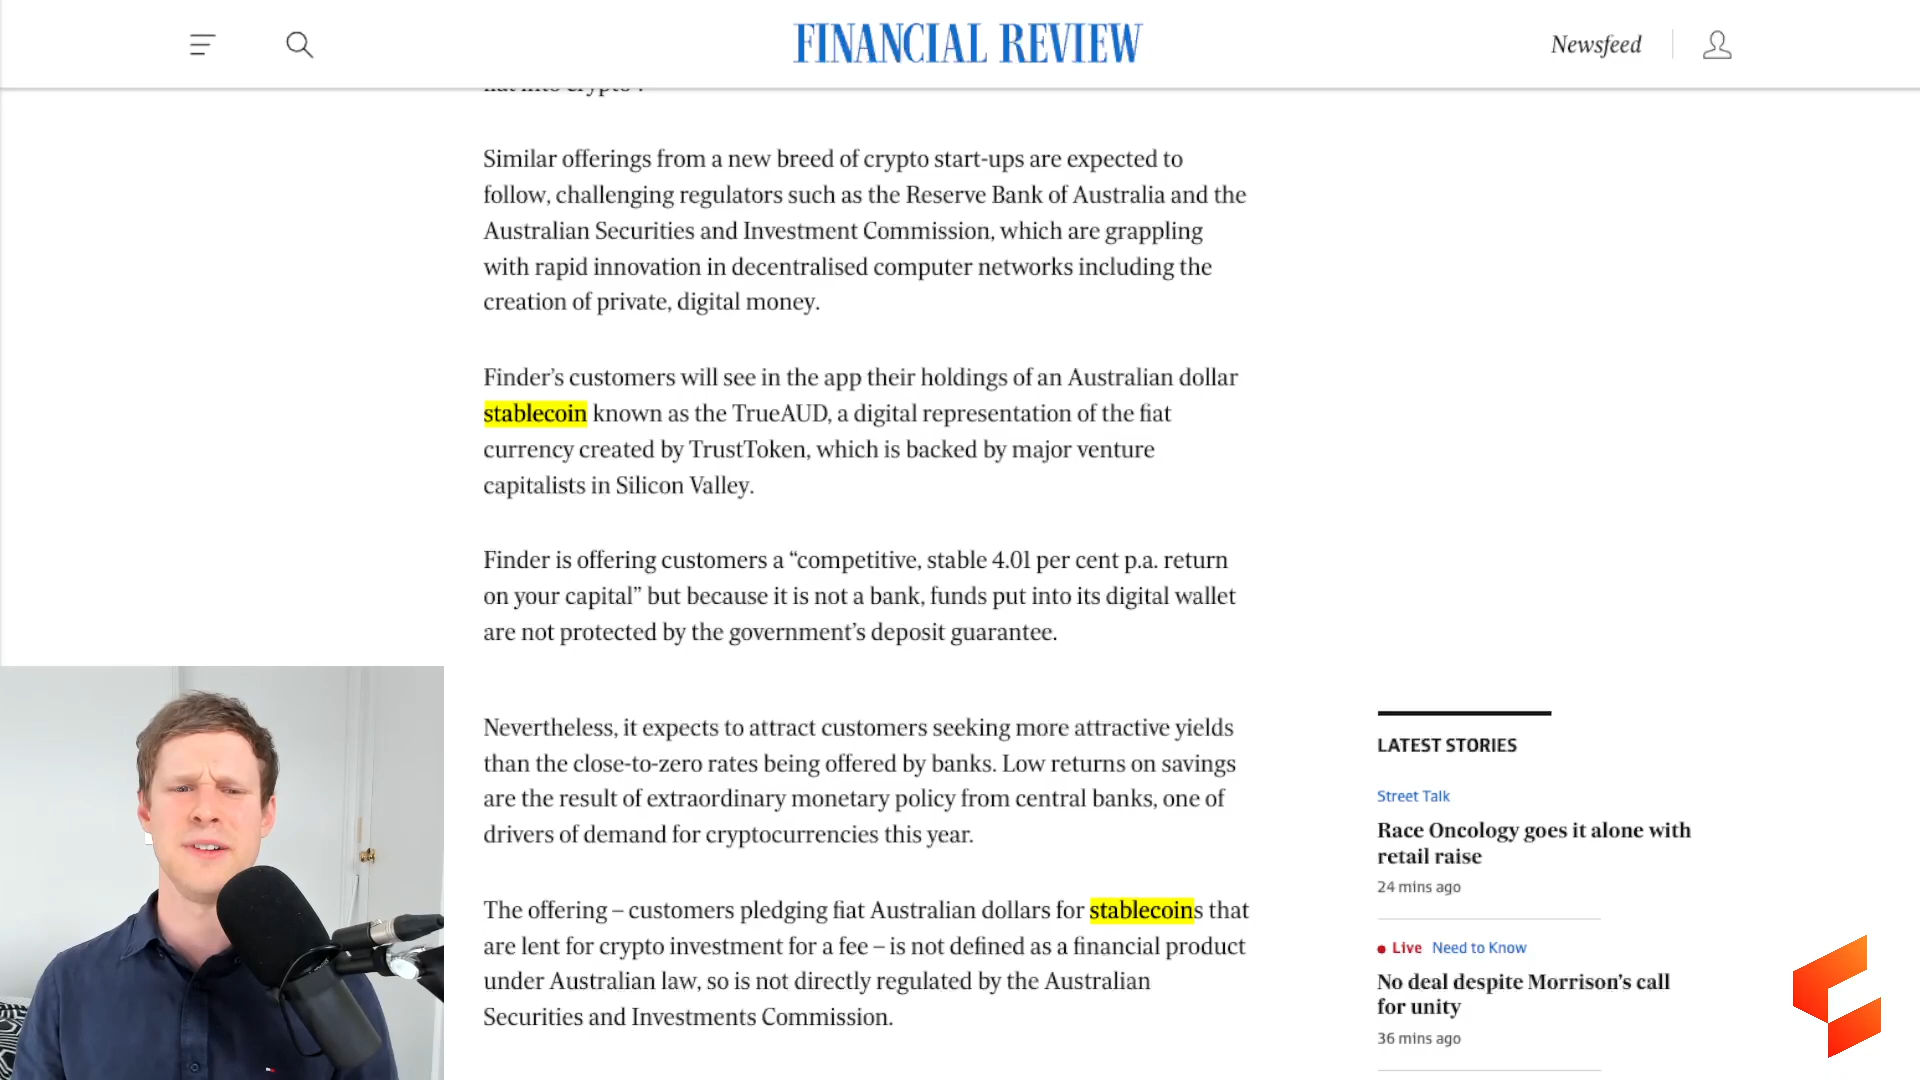 FINANCIAL REVIEW
Newsfeed
Similar offerings from a new breed of crypto start-ups are expected to
follow, challenging regulators such as the Reserve Bank of Australia and the
Australian Securities and Investment Commission, which are grappling
with rapid innovation in decentralised computer networks including the
creation of private, digital money.
Finder’s customers will see in the app their holdings of an Australian dollar
stablecoin known as the TrueAUD, a digital representation of the fiat
currency created by TrustToken, which is backed by major venture
capitalists in Silicon Valley.
Finder is offering customers a “competitive, stable 4.01 per cent p.a. return
on your capital” but because it is not a bank, funds put into its digital wallet
are not protected by the government’s deposit guarantee.
Nevertheless, it expects to attract customers seeking more attractive yields
than the close-to-zero rates being offered by banks. Low returns on savings
are the result of extraordinary monetary policy from central banks, one of
drivers of demand for cryptocurrencies this year.
The offering – customers pledging fiat Australian dollars for stablecoins that
are lent for crypto investment for a fee – is not defined as a financial product
under Australian law, so is not directly regulated by the Australian
Securities and Investments Commission.
LATEST STORIES
Street Talk
Race Oncology goes it alone with
retail raise
24 mins ago
Live Need to Know
No deal despite Morrison’s call
for unity
36 mins ago